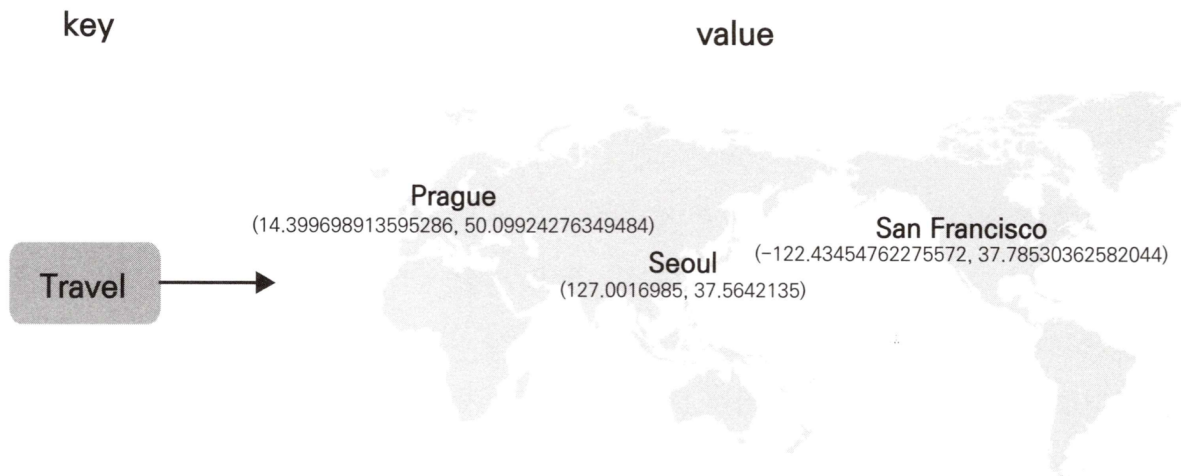 key
value
Prague
(14.399698913595286, 50.09924276349484)
San Francisco
(-122.43454762275572, 37.78530362582044)
Seoul
(127.0016985, 37.5642135)
Travel